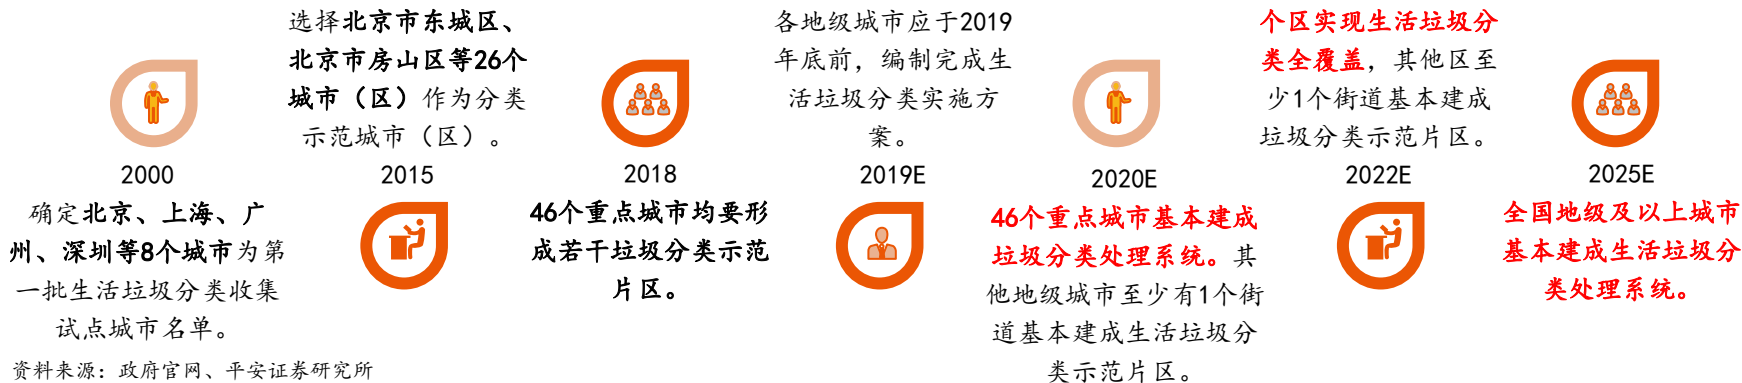 选择北京市东城区、
北京市房山区等26个
城市（区）作为分类
示范城市（区）。
各地级城市应于2019
年底前，编制完成生
活垃圾分类实施方
案。
个区实现生活垃圾分
类全覆盖，其他区至
少1个街道基本建成
垃圾分类示范片区。
2000
2015
2018
2019E
2020E
2022E
2025E
确定北京、上海、广
州、深圳等8个城市为第
一批生活垃圾分类收集
试点城市名单。
46个重点城市均要形
成若干垃圾分类示范
片区。
46个重点城市基本建成
垃圾分类处理系统。其
他地级城市至少有1个街
道基本建成生活垃圾分
类示范片区。
全国地级及以上城市
基本建成生活垃圾分
类处理系统。
资料来源：政府官网、平安证券研究所